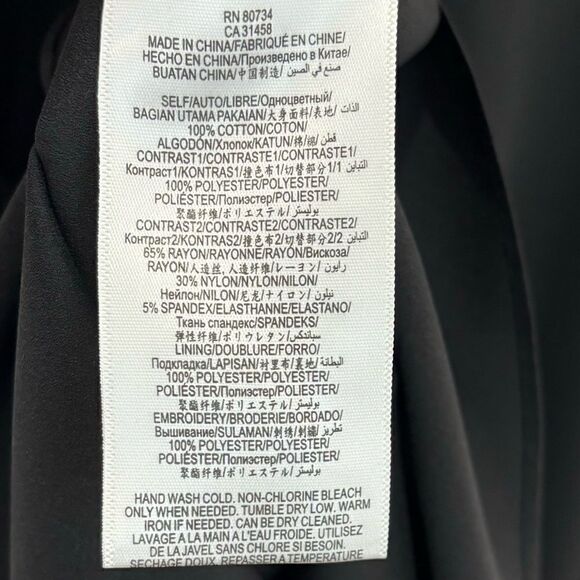 RN 80734
CA 31458
MADE IN CHINA/FABRIQUÉ EN CHINE/
HECHO EN CHINA/Произведено в Китае/
BUATAN CHINA/中国制造/ صنع في الصين
SELF/AUTO/LIBRE/Одноцветный/
BAGIAN UTAMA PAKAIAN/大身面料/表地/ الذات
100% COTTON/COTON/
ALGODÓN/Хлопок/KATUN/棉/綿/ قطن
CONTRAST1/CONTRASTE/CONTRASTE1/
Контраст1/KONTRAS1/撞色布1/切替部分1/ التباين 1
100% POLYESTER/POLYESTER/
POLIÉSTER/Полиэстер/POLIESTER/
聚酯纤维/ポリエステル/ بوليستر
CONTRAST2/CONTRASTE2/CONTRASTE2/
Контраст2/KONTRAS2/撞色布2/切替部分2/ التباين 2
65% RAYON/RAYONNE/RAYÓN/Вискоза/
RAYON/人造丝, 人造纤维/レーヨン/ رايون
30% NYLON/NYLON/NILON/
Нейлон/NILON/尼龙/ナイロン/ نيلون
5% SPANDEX/ELASTHANNE/ELASTANO/
Ткань спандекс/SPANDEKS/
弹性纤维/ポリウレタン/ سباندكس
LINING/DOUBLURE/FORRO/
Подкладка/LAPISAN/衬里布/裏地/ البطانة
100% POLYESTER/POLYESTER/
POLIÉSTER/Полиэстер/POLIESTER/
聚酯纤维/ポリエステル/ بوليستر
EMBROIDERY/BRODERIE/BORDADO/
Вышивание/SULAMAN/刺绣/刺繍/ تطريز
100% POLYESTER/POLYESTER/
POLIÉSTER/Полиэстер/POLIESTER/
聚酯纤维/ポリエステル/ بوليستر
HAND WASH COLD. NON-CHLORINE BLEACH
ONLY WHEN NEEDED. TUMBLE DRY LOW. WARM
IRON IF NEEDED. CAN BE DRY CLEANED.
LAVAGE A LA MAIN A L'EAU FROIDE. UTILISEZ
DE LA JAVEL SANS CHLORE SI BESOIN.
SECHAGE DOUX. REPASSER A TEMPERATURE